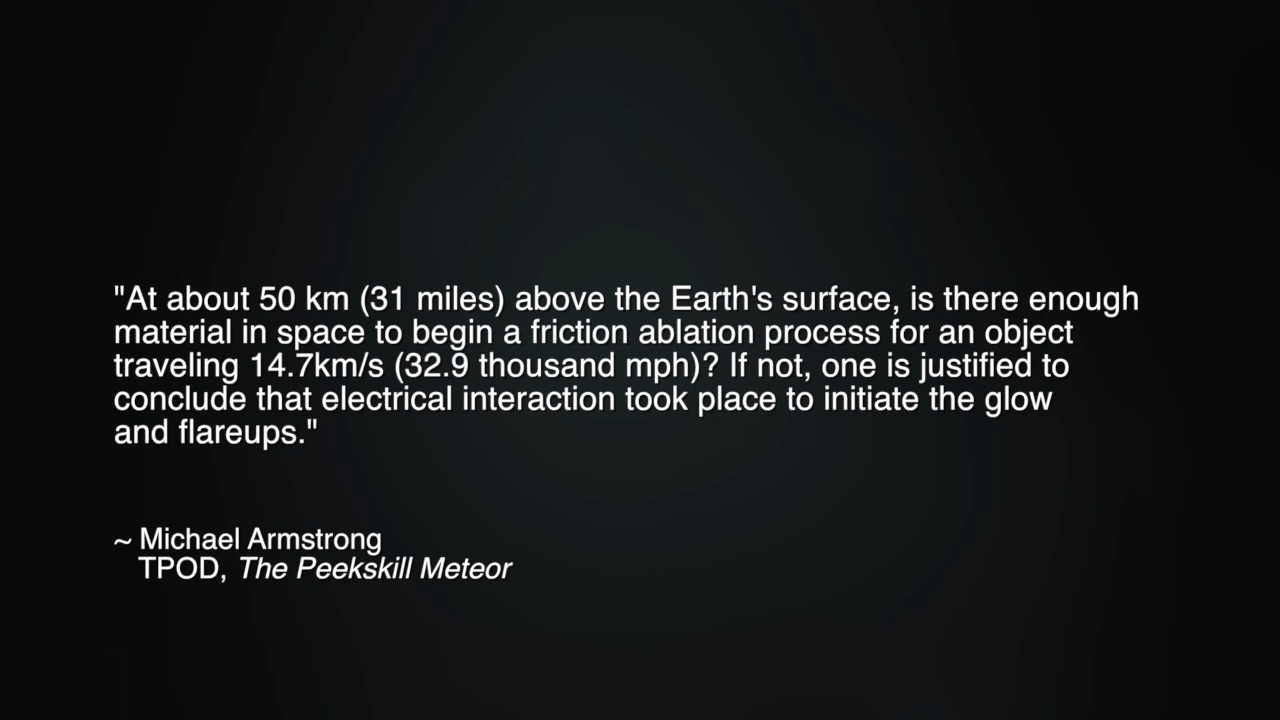 "At about 50 km (31 miles) above the Earth's surface, is there enough
material in space to begin a friction ablation process for an object
traveling 14.7km/s (32.9 thousand mph)? If not, one is justified to
conclude that electrical interaction took place to initiate the glow
and flareups."
~ Michael Armstrong
TPOD, The Peekskill Meteor